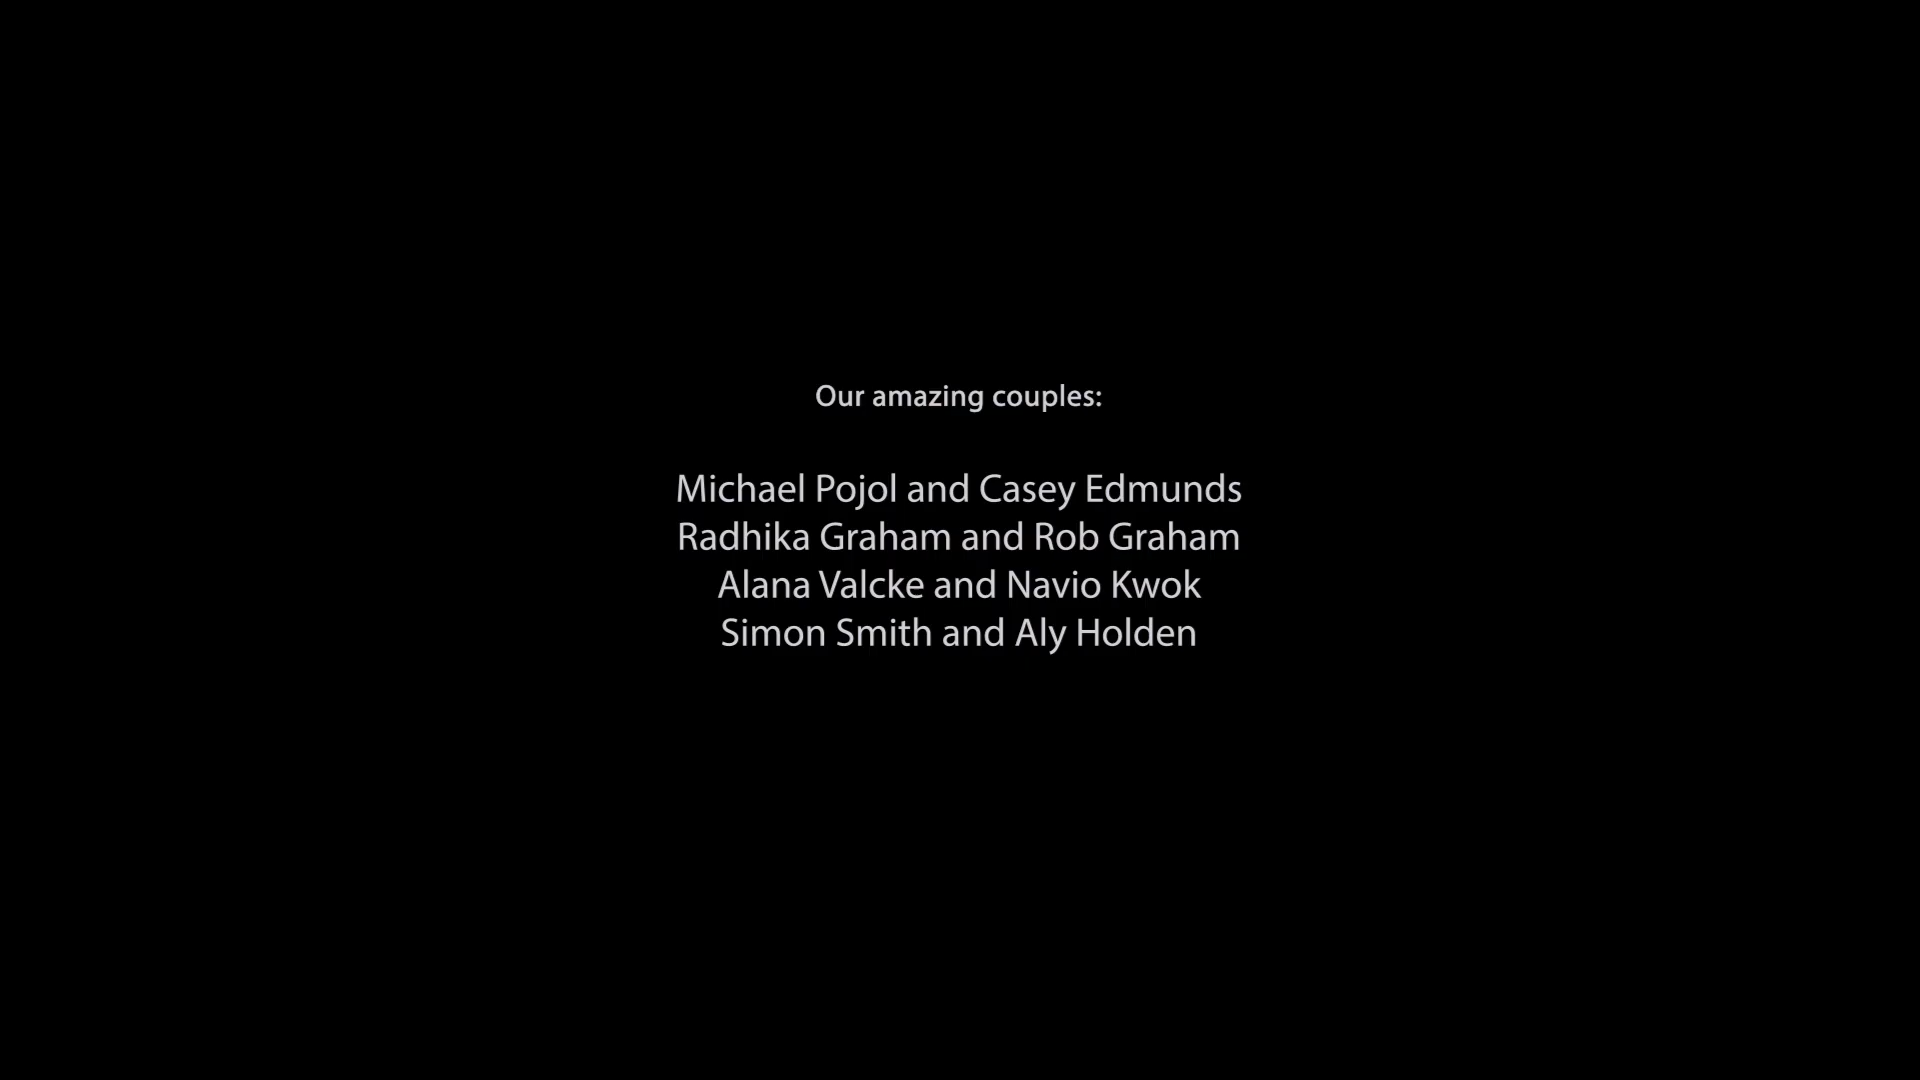 Our amazing couples:
Michael Pojol and Casey Edmunds
Radhika Graham and Rob Graham
Alana Valcke and Navio Kwok
Simon Smith and Aly Holden